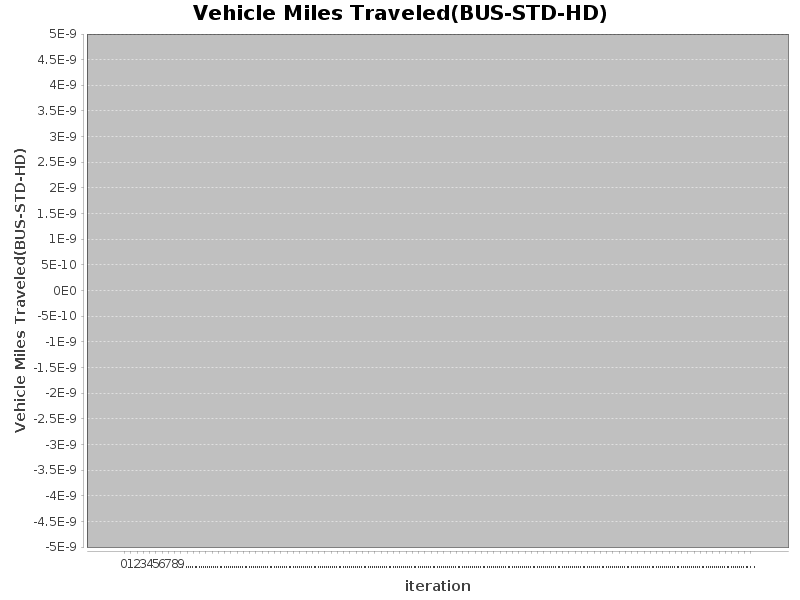 Vehicle Miles Traveled(BUS-STD-HD)
5E-9
4.5E-9
4E-9
3.5E-9
3E-9
2.5E-9
2E-9
1.5E-9
1E-9
5E-10
0E0
-5E-10
-1E-9
-1.5E-9
-2E-9
-2.5E-9
-3E-9
-3.5E-9
-4E-9
-4.5E-9
-5E-9
Vehicle Miles Traveled(BUS-STD-HD)
0123456789
iteration